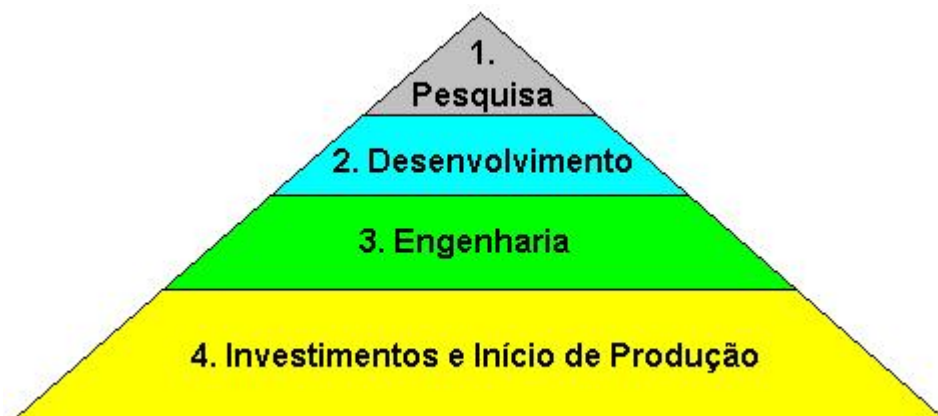 1.
Pesquisa
2. Desenvolvimento
3. Engenharia
4. Investimentos e Início de Produção